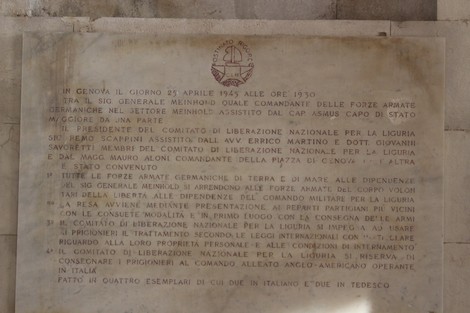 IN GENOVA IL GIORNO 25 APRILE 1945 ALLE ORE 19,30
TRA IL SIG GENERALE MEINHOLD QUALE COMANDANTE DELLE FORZE ARMATE
GERMANICHE NEL SETTORE MEINHOLD ASSISTITO DAL CAP ASMUS CAPO DI STATO
MAGGIORE DA UNA PARTE
IL PRESIDENTE DEL COMITATO DI LIBERAZIONE NAZIONALE PER LA LIGURIA
SIG REMO SCAPPINI ASSISTITO DALL'AVV ERRICO MARTINO E DOTT. GIOVANNI
SAVORETTI MEMBRI DEL COMITATO DI LIBERAZIONE NAZIONALE PER LA LIGURIA
E DAL MAGG. MAURO ALONI COMANDANTE DELLA PIAZZA DI GENOVA DALL'ALTRA
È STATO CONVENUTO
1° TUTTE LE FORZE ARMATE GERMANICHE DI TERRA E DI MARE ALLE DIPENDENZE
DEL SIG GENERALE MEINHOLD SI ARRENDONO ALLE FORZE ARMATE DEL CORPO VOLON
TARI DELLA LIBERTÀ ALLE DIPENDENZE DEL COMANDO MILITARE PER LA LIGURIA
2° LA RESA AVVIENE MEDIANTE PRESENTAZIONE AI REPARTI PARTIGIANI PIÙ VICINI
CON LE CONSUETE MODALITÀ E IN PRIMO LUOGO CON LA CONSEGNA DELLE ARMI
3° IL COMITATO DI LIBERAZIONE NAZIONALE PER LA LIGURIA SI IMPEGNA AD USARE
AI PRIGIONIERI IL TRATTAMENTO SECONDO LE LEGGI INTERNAZIONALI CON PARTICOLARE
RIGUARDO ALLA LORO PROPRIETÀ PERSONALE E ALLE CONDIZIONI DI INTERNAMENTO
4° IL COMITATO DI LIBERAZIONE NAZIONALE PER LA LIGURIA SI RISERVA DI
CONSEGNARE I PRIGIONIERI AL COMANDO ALLEATO ANGLO-AMERICANO OPERANTE
IN ITALIA
FATTO IN QUATTRO ESEMPLARI DI CUI DUE IN ITALIANO E DUE IN TEDESCO